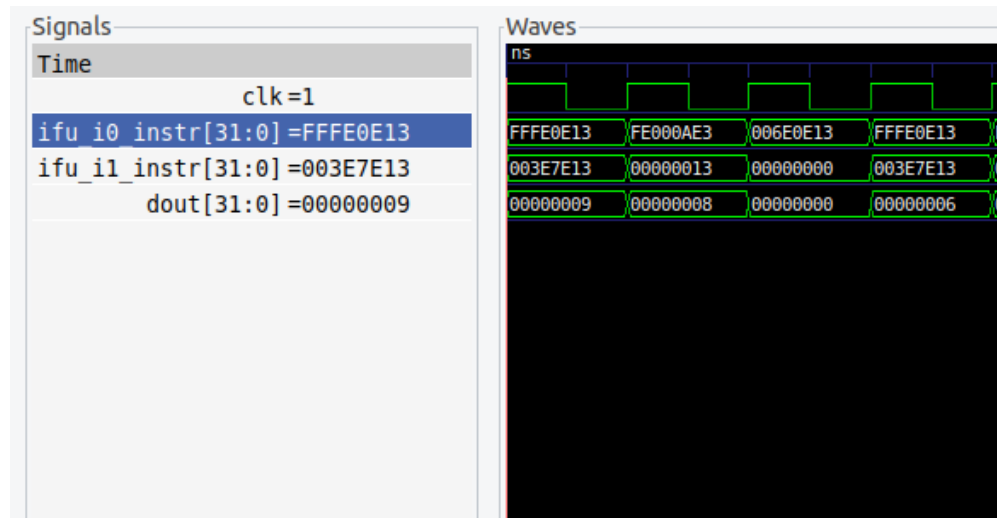 Signals
Time
clk=1
ifu_i0_instr[31:0]=FFFE0E13
ifu_i1_instr[31:0]=003E7E13
dout[31:0]=00000009
Waves
ns
FFFE0E13 FE000AE3 006E0E13 FFFE0E13
003E7E13 00000013 00000000 003E7E13
00000009 00000008 00000000 00000006